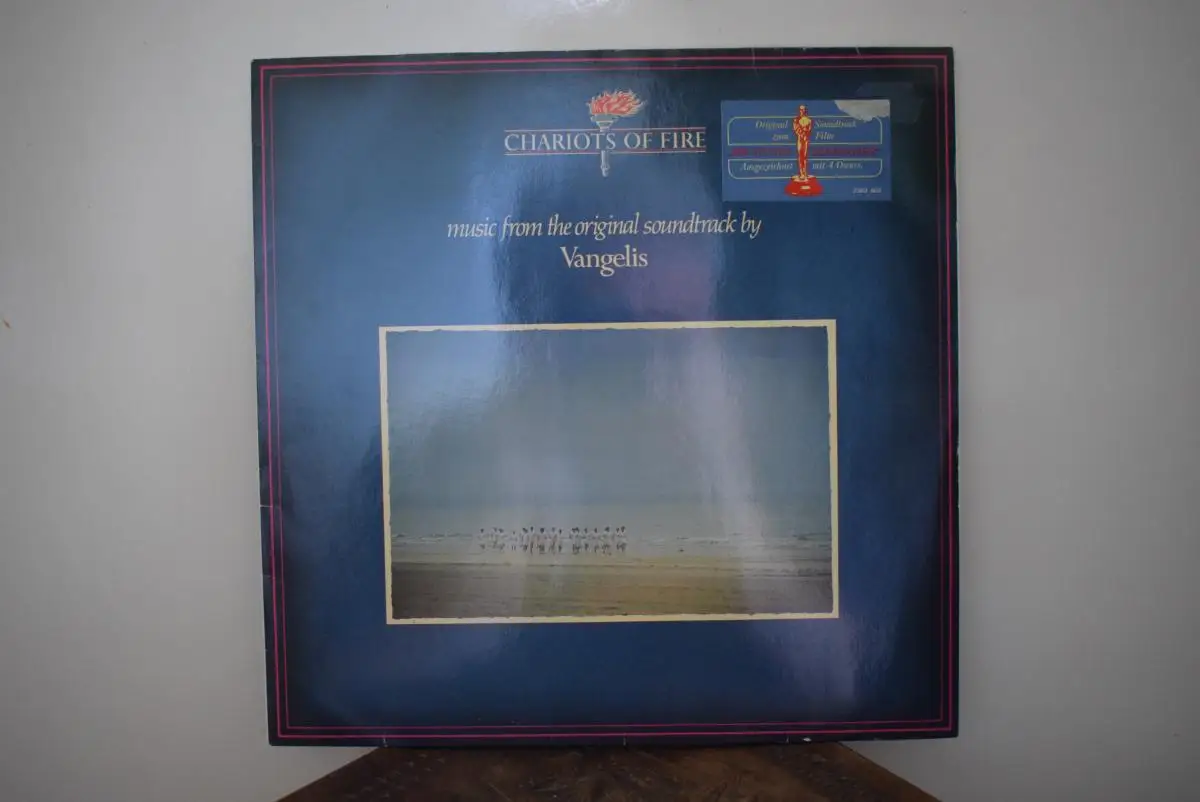 CHARIOTS OF FIRE
Original Soundtrack
zum Film
Ausgezeichnet mit 4 Oscars.
music from the original soundtrack by
Vangelis